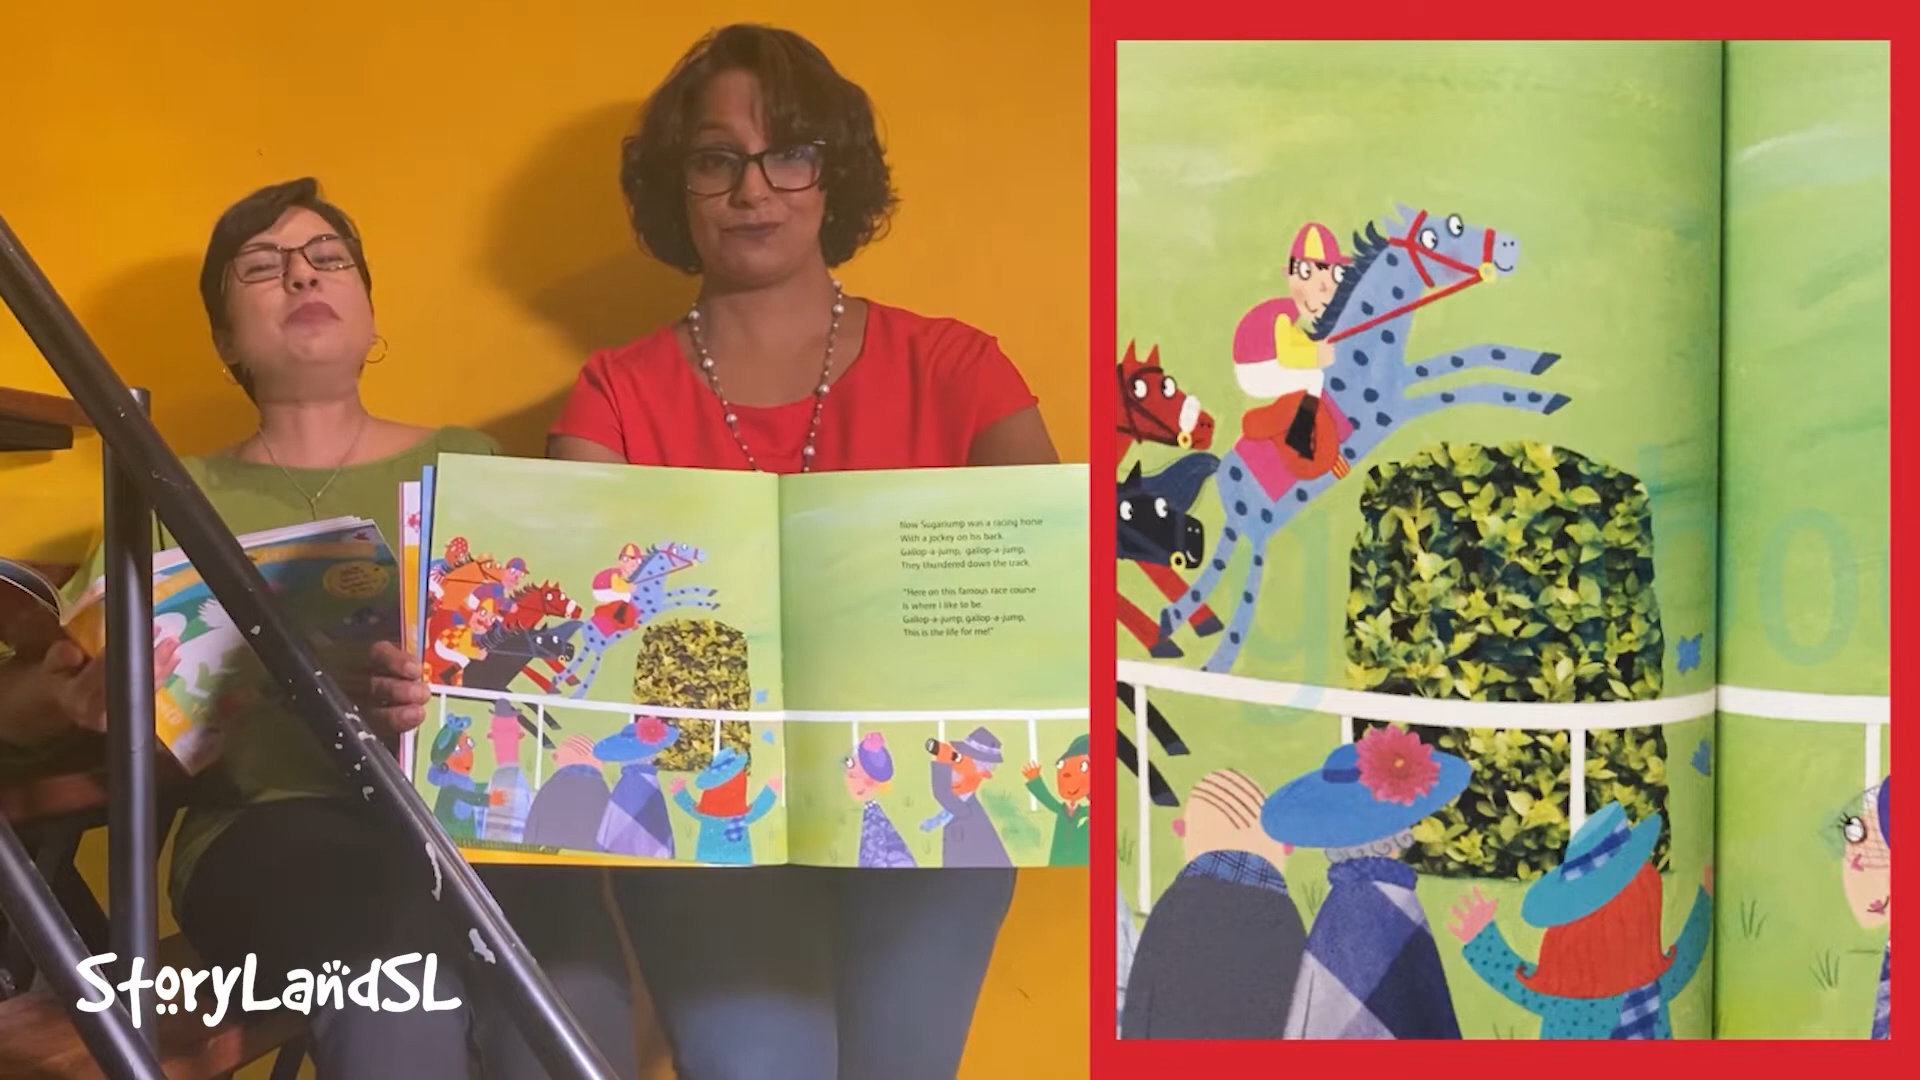 Now Sugarlump was a racing horse
With a jockey on his back.
Gallop-a-jump, gallop-a-jump,
They thundered down the track.
"Here on this famous race course
Is where I like to be.
Gallop-a-jump, gallop-a-jump,
This is the life for me!"
StoryLandSL